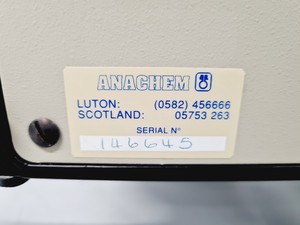 ANACHEM
LUTON: (0582) 456666
SCOTLAND: 05753 263
SERIAL Nº
146645